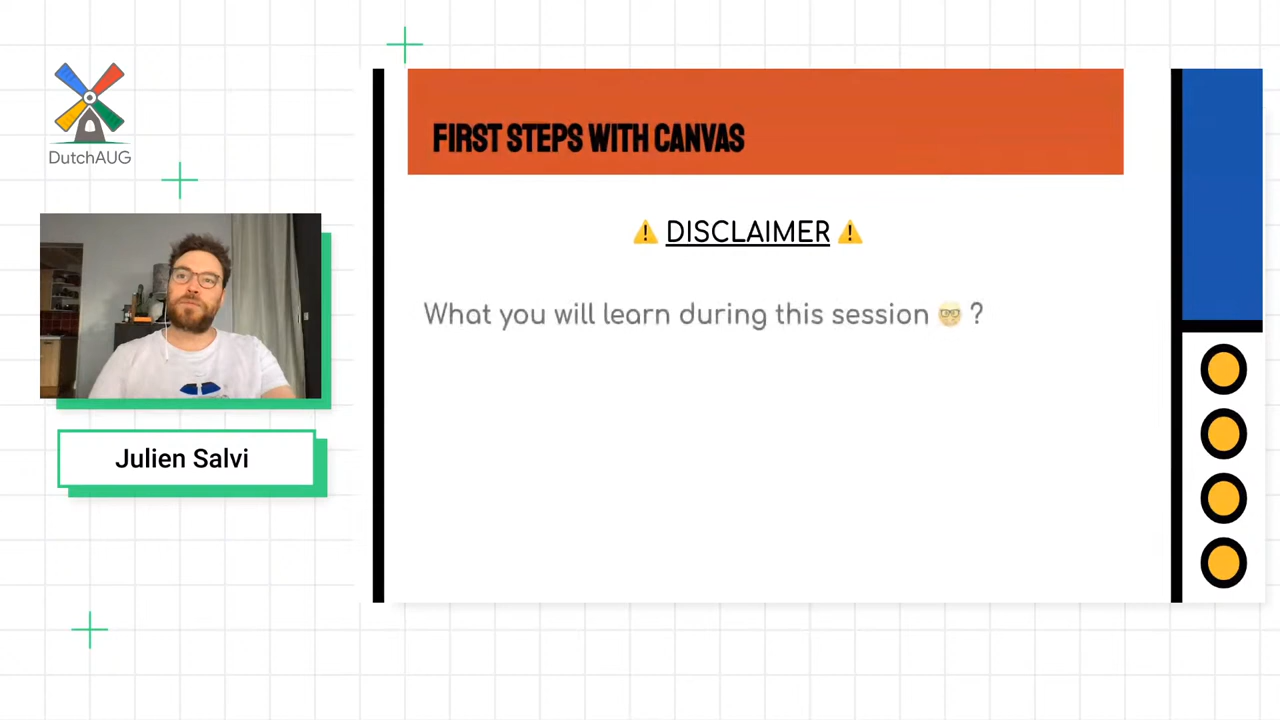 DutchAUG
Julien Salvi
FIRST STEPS WITH CANVAS
⚠️ DISCLAIMER ⚠️
What you will learn during this session 🤓 ?